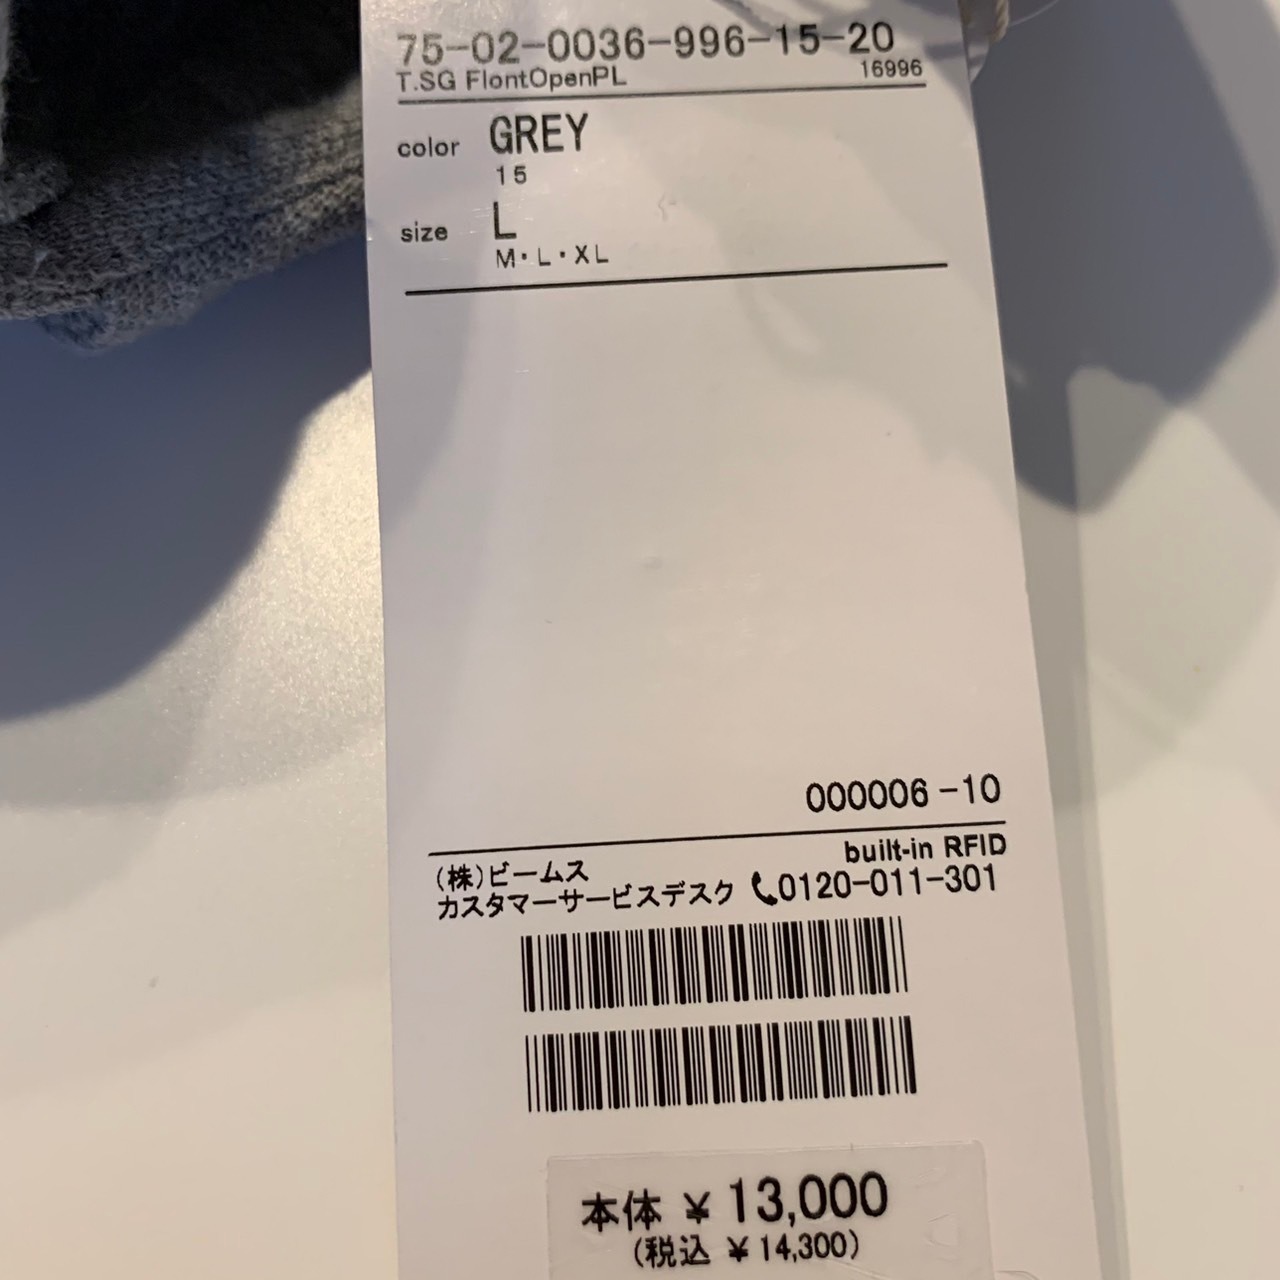 75-02-0036-996-15-20
T.SG FlontOpenPL 16996
color GREY
15
size L
M・L・XL
000006-10
built-in RFID
(株)ビームス
カスタマーサービスデスク 0120-011-301
本体 ¥ 13,000
(税込 ¥ 14,300)